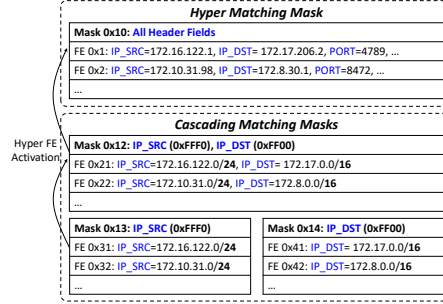 Hyper Matching Mask
Mask 0x10: All Header Fields
FE 0x1: IP_SRC=172.16.122.1, IP_DST= 172.17.206.2, PORT=4789, ...
FE 0x2: IP_SRC=172.10.31.98, IP_DST=172.8.30.1, PORT=8472, ...
...
Hyper FE
Activation
Cascading Matching Masks
Mask 0x12: IP_SRC (0xFFF0), IP_DST (0xFF00)
FE 0x21: IP_SRC=172.16.122.0/24, IP_DST= 172.17.0.0/16
FE 0x22: IP_SRC=172.10.31.0/24, IP_DST=172.8.0.0/16
...
Mask 0x13: IP_SRC (0xFFF0)
FE 0x31: IP_SRC=172.16.122.0/24
FE 0x32: IP_SRC=172.10.31.0/24
...
Mask 0x14: IP_DST (0xFF00)
FE 0x41: IP_DST= 172.17.0.0/16
FE 0x42: IP_DST=172.8.0.0/16
...